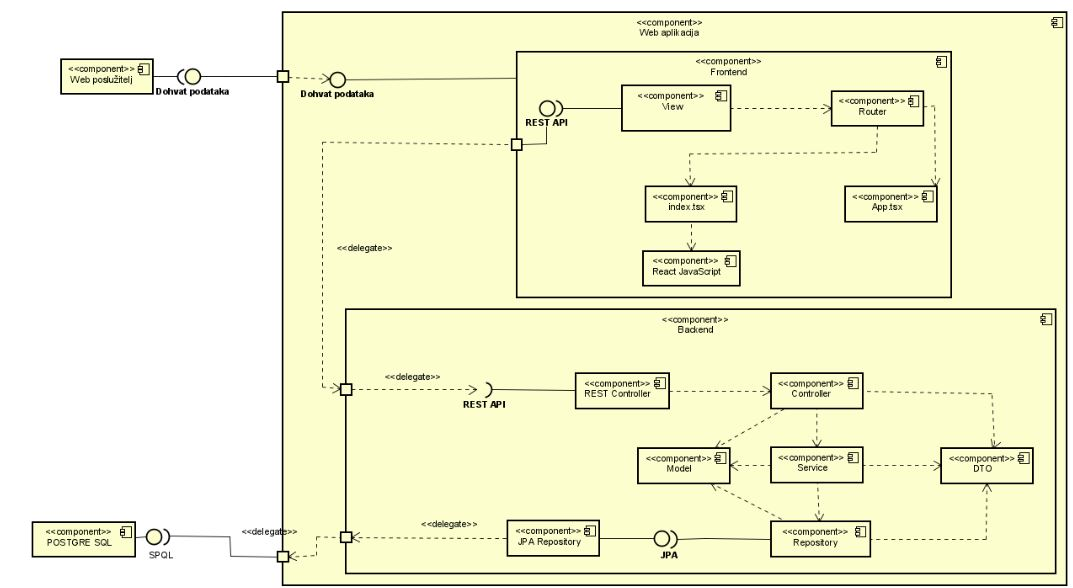 <<component>>
Web aplikacija
<<component>>
Web poslužitelj
Dohvat podataka
Dohvat podataka
<<component>>
Frontend
REST API
<<component>>
View
<<component>>
Router
<<component>>
index.tsx
<<component>>
App.tsx
<<component>>
React JavaScript
<<delegate>>
<<component>>
Backend
<<delegate>>
REST API
<<component>>
REST Controller
<<component>>
Controller
<<component>>
Model
<<component>>
Service
<<component>>
DTO
<<component>>
POSTGRE SQL
SPQL
<<delegate>>
<<delegate>>
<<component>>
JPA Repository
JPA
<<component>>
Repository